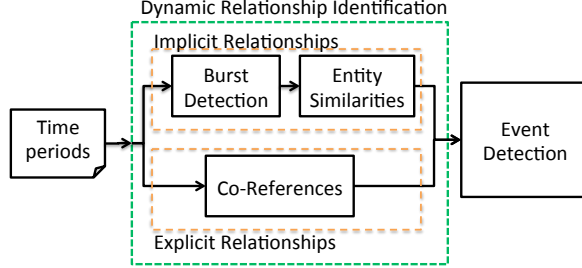 Dynamic Relationship Identification
Implicit Relationships
Burst
Detection
Entity
Similarities
Time
periods
Event
Detection
Co-References
Explicit Relationships